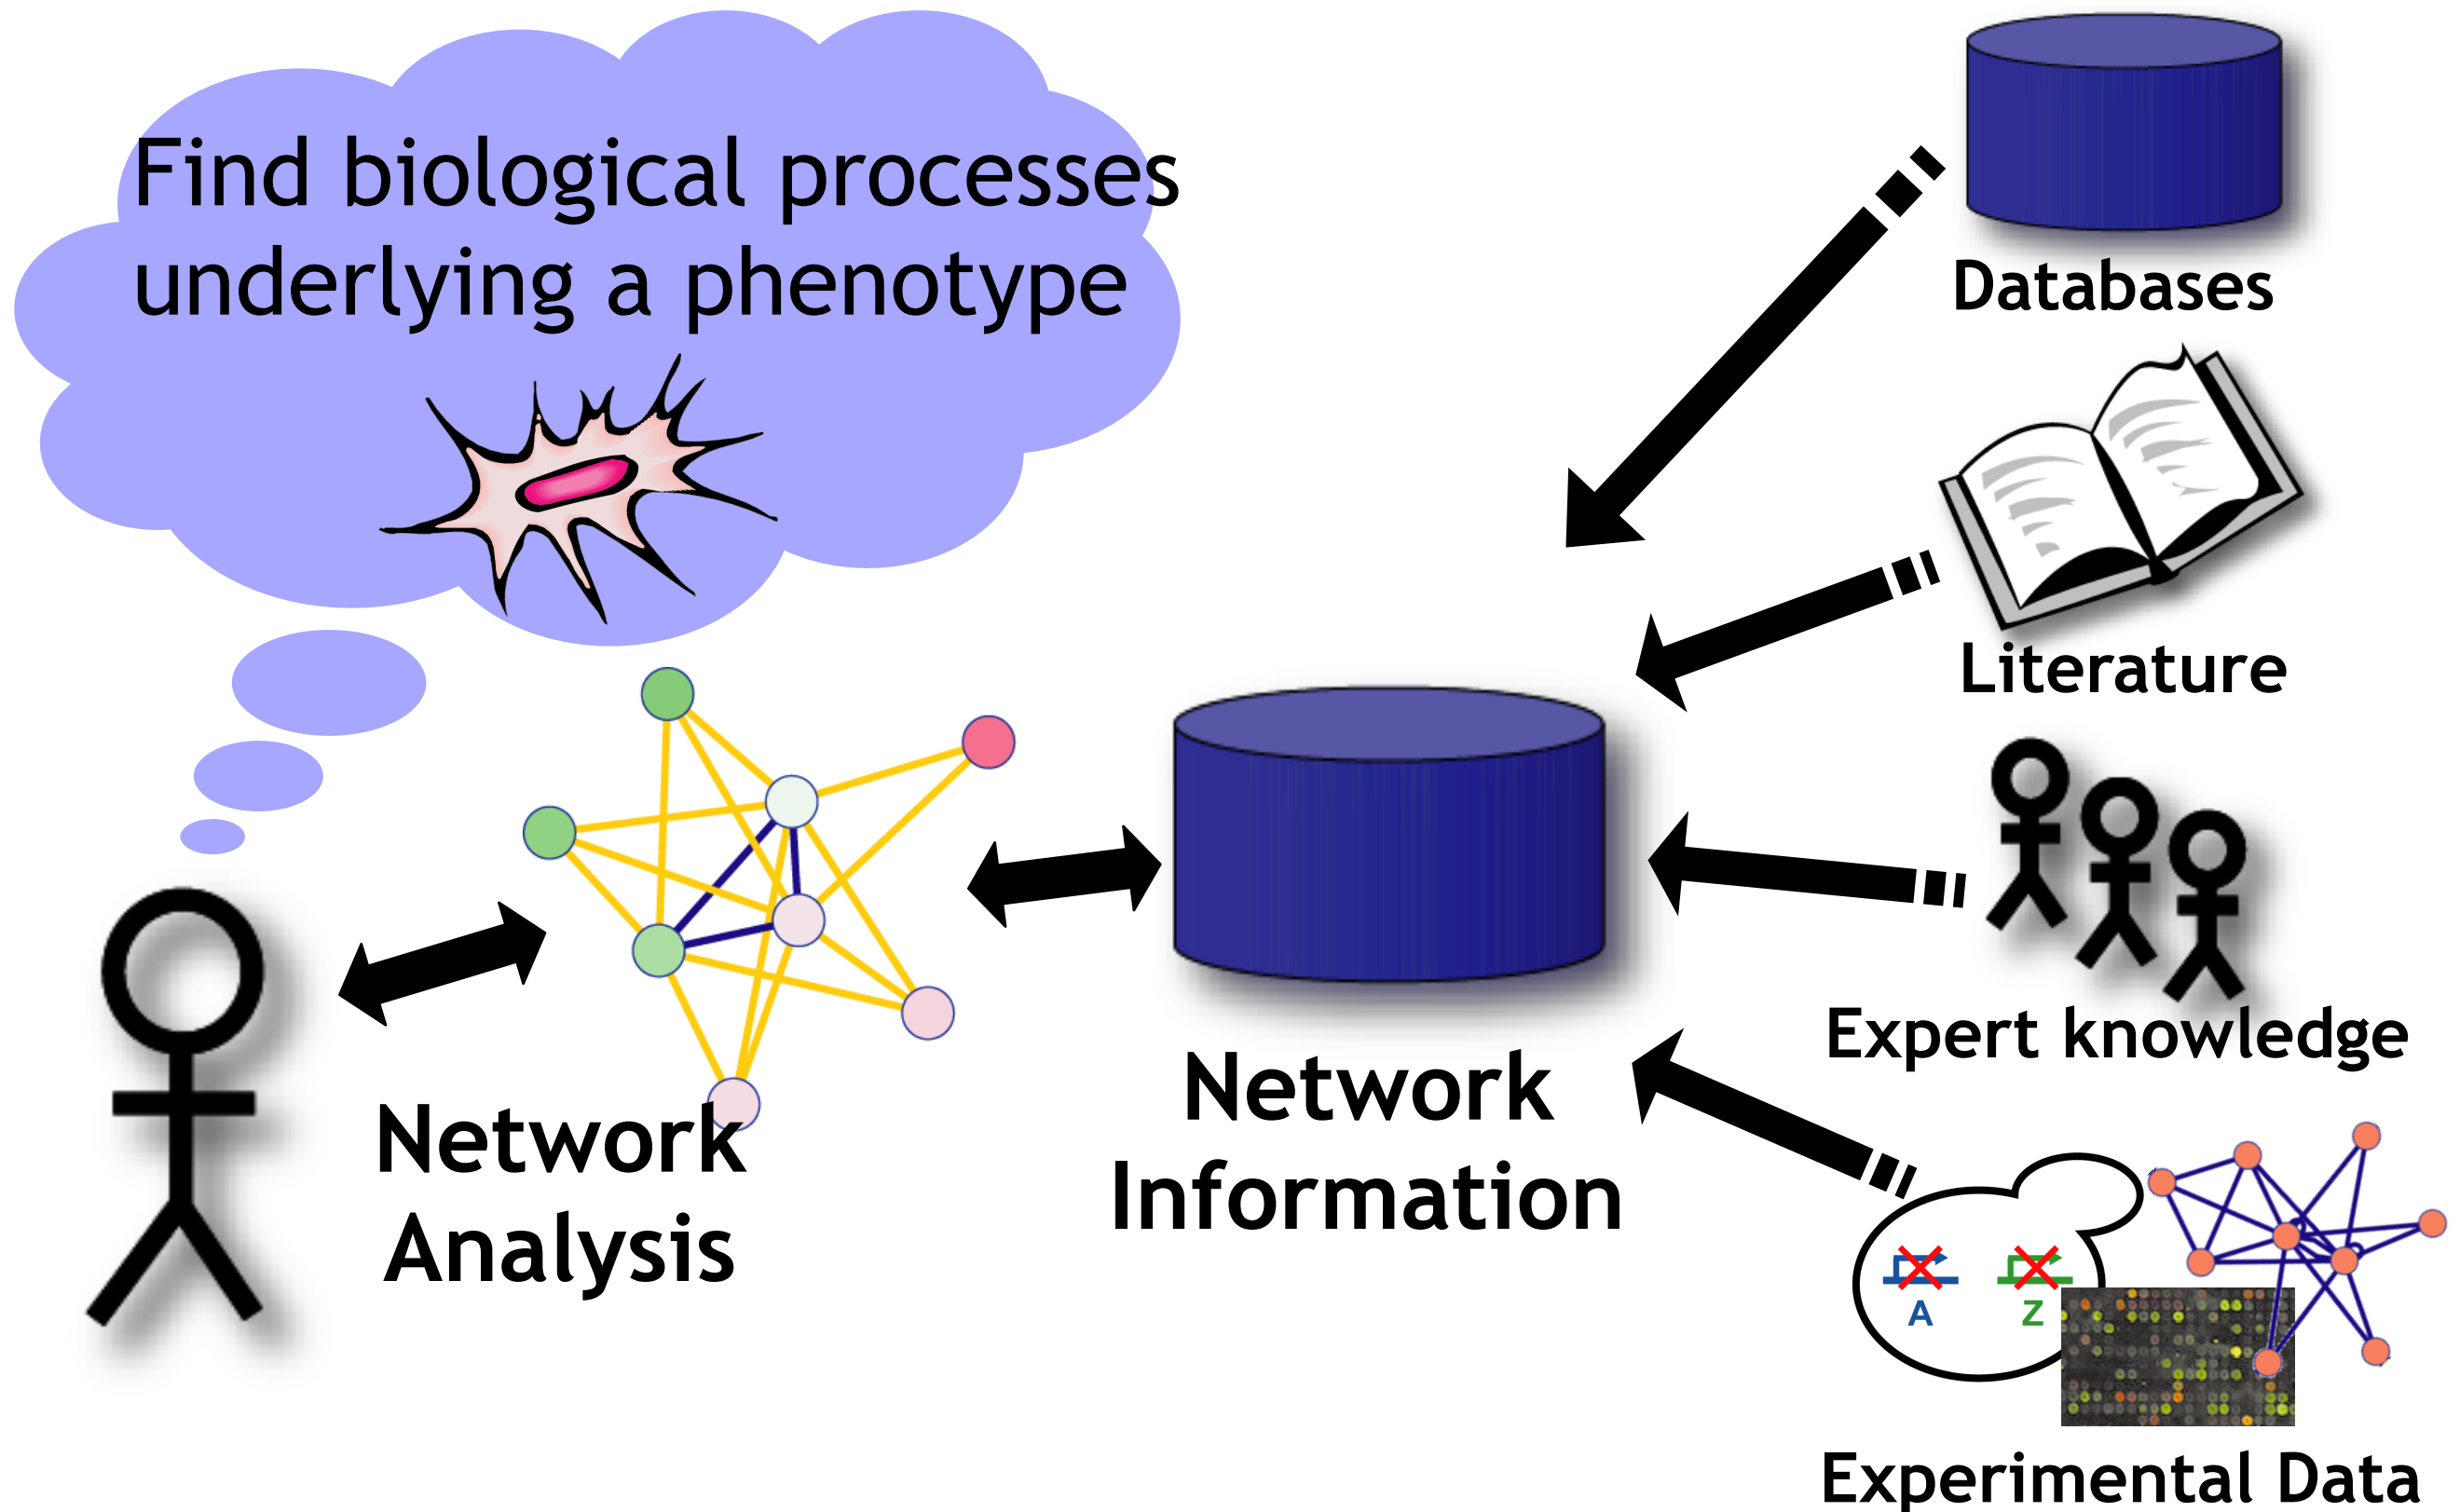 Find biological processes
underlying a phenotype
Databases
Literature
Expert knowledge
Network
Analysis
Network
Information
A
Z
Experimental Data